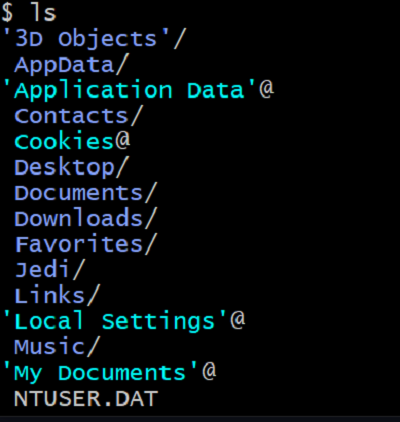 $ ls
'3D Objects'/
AppData/
'Application Data'@
Contacts/
Cookies@
Desktop/
Documents/
Downloads/
Favorites/
Jedi/
Links/
'Local Settings'@
Music/
'My Documents'@
NTUSER.DAT